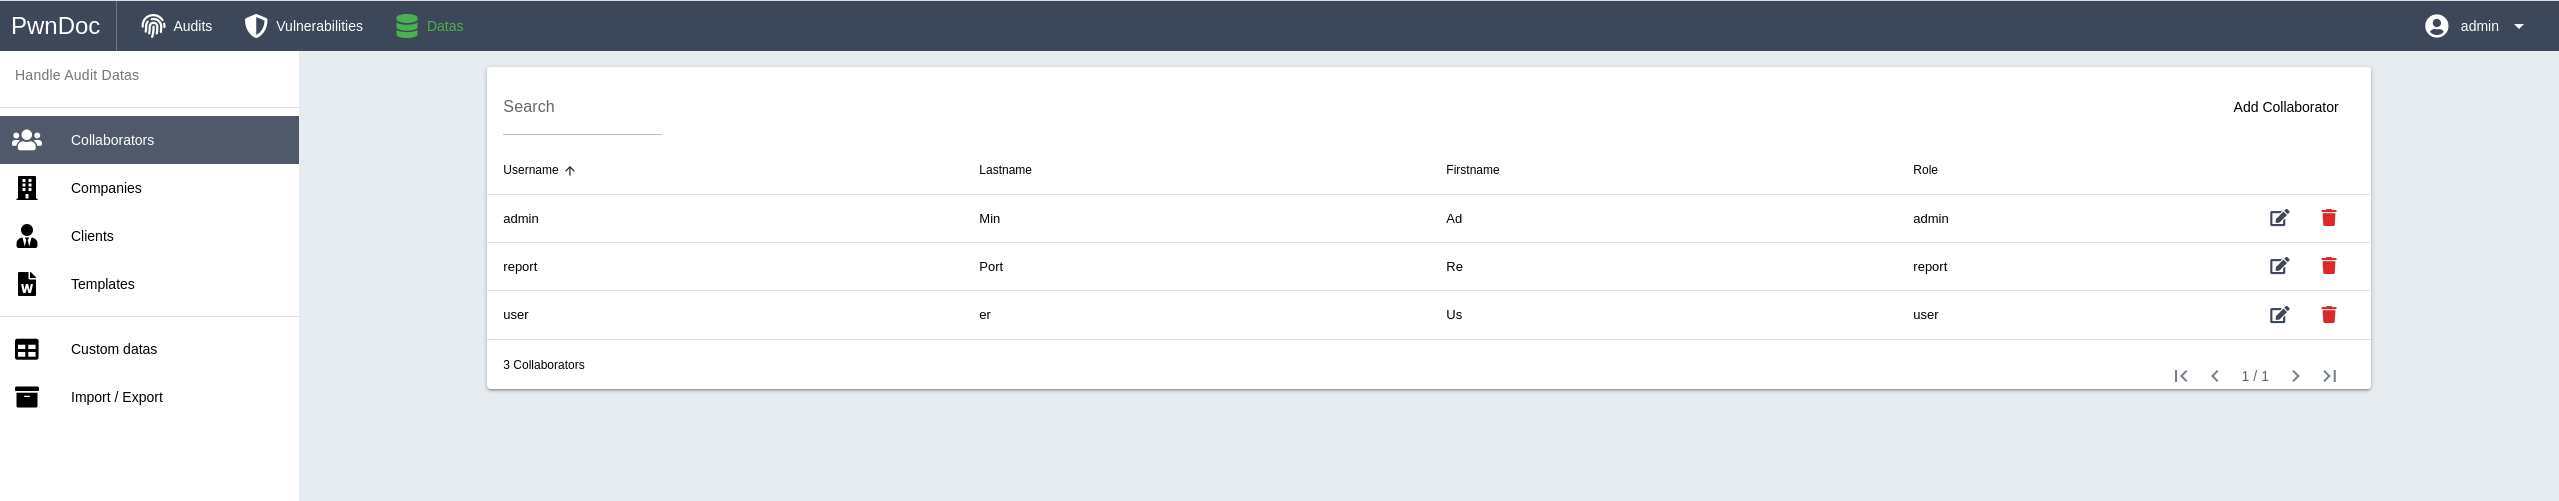 PwnDoc Audits Vulnerabilities Datas admin
Handle Audit Datas
Collaborators
Companies
Clients
Templates
Custom datas
Import / Export
Search Add Collaborator
Username Lastname Firstname Role
admin Min Ad admin
report Port Re report
user er Us user
3 Collaborators
1 / 1